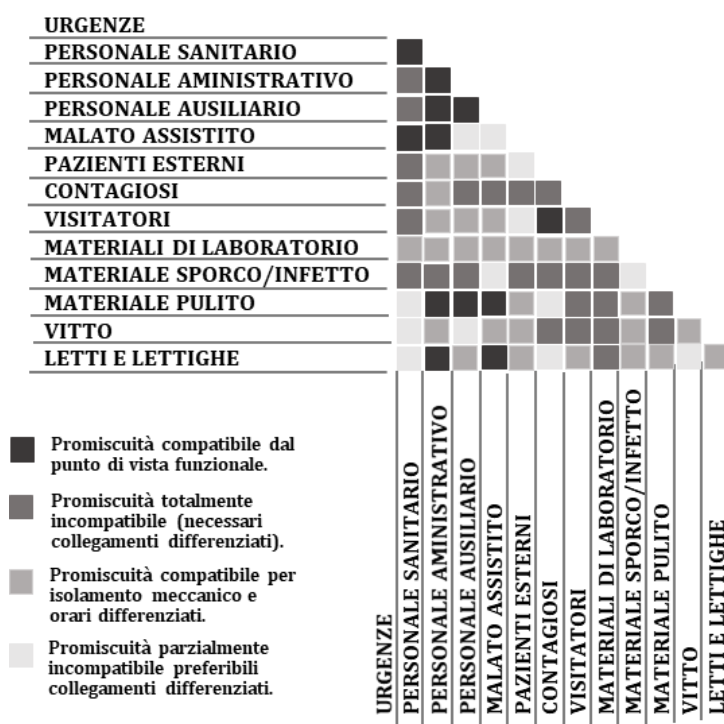 URGENZE
PERSONALE SANITARIO
PERSONALE AMINISTRATIVO
PERSONALE AUSILIARIO
MALATO ASSISTITO
PAZIENTI ESTERNI
CONTAGIOSI
VISITATORI
MATERIALI DI LABORATORIO
MATERIALE SPORCO/INFETTO
MATERIALE PULITO
VITTO
LETTI E LETTIGHE
Promiscuità compatibile dal
punto di vista funzionale.
Promiscuità totalmente
incompatibile (necessari
collegamenti differenziati).
Promiscuità compatibile per
isolamento meccanico e
orari differenziati.
Promiscuità parzialmente
incompatibile preferibili
collegamenti differenziati.
URGENZE
PERSONALE SANITARIO
PERSONALE AMINISTRATIVO
PERSONALE AUSILIARIO
MALATO ASSISTITO
PAZIENTI ESTERNI
CONTAGIOSI
VISITATORI
MATERIALI DI LABORATORIO
MATERIALE SPORCO/INFETTO
MATERIALE PULITO
VITTO
LETTI E LETTIGHE